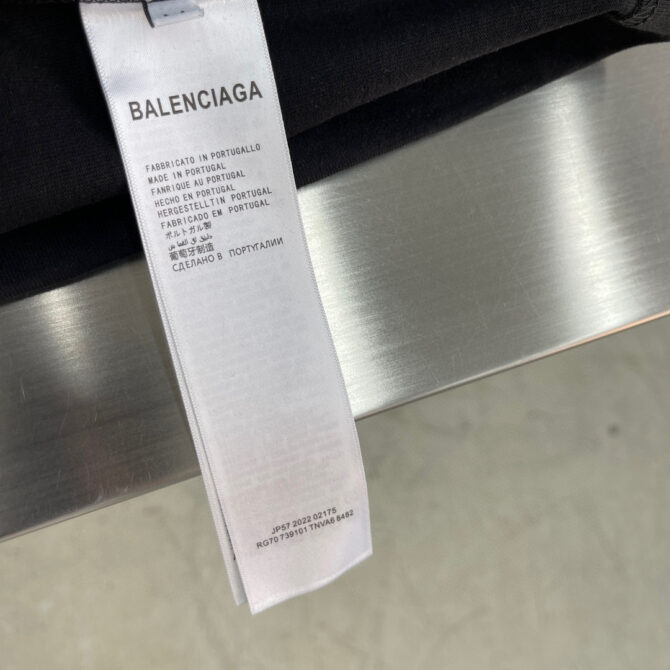 BALENCIAGA
FABBRICATO IN PORTUGALLO
MADE IN PORTUGAL
FANRIQUE AU PORTUGAL
HECHO EN PORTUGAL
HERGESTELLTIN PORTUGAL
FABRICADO EM PORTUGAL
ポルトガル製
葡萄牙制造
СДЕЛАНО В ПОРТУГАЛИИ
JP57 2022 02175
RG70 739101 TNVA6 8462